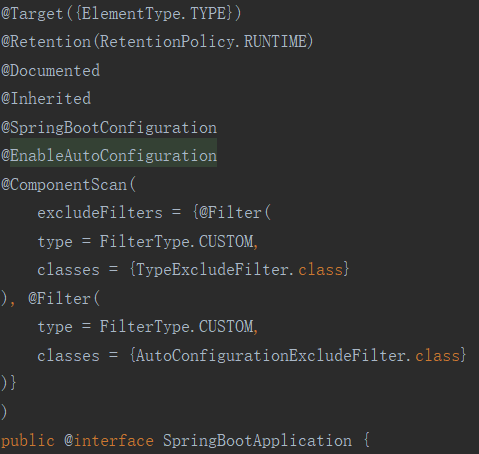 @Target({ElementType.TYPE})
@Retention(RetentionPolicy.RUNTIME)
@Documented
@Inherited
@SpringBootConfiguration
@EnableAutoConfiguration
@ComponentScan(
    excludeFilters = {@Filter(
    type = FilterType.CUSTOM,
    classes = {TypeExcludeFilter.class}
), @Filter(
    type = FilterType.CUSTOM,
    classes = {AutoConfigurationExcludeFilter.class}
)}
)
public @interface SpringBootApplication {